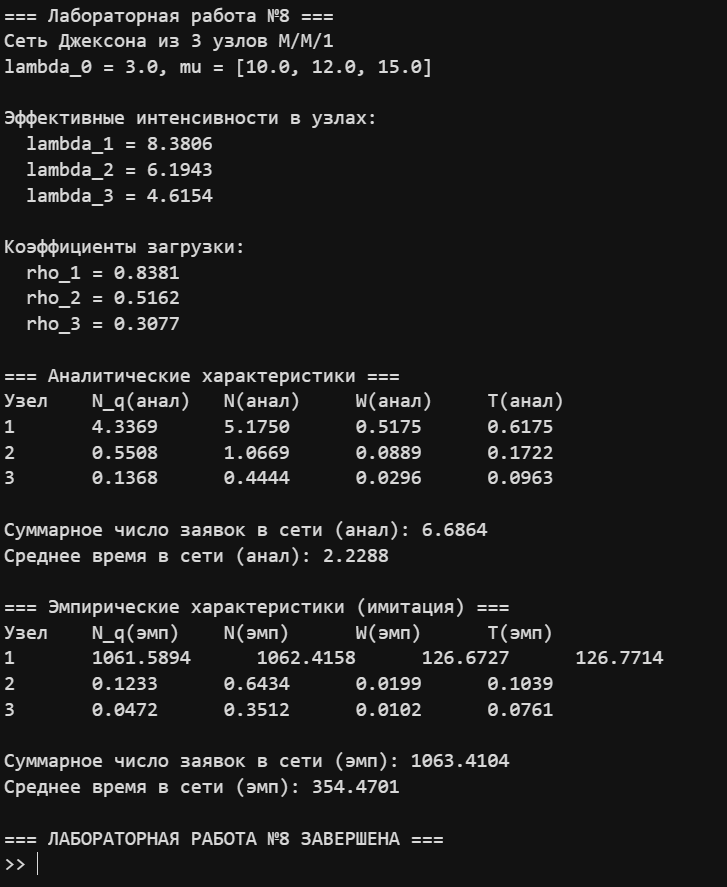 === Лабораторная работа №8 ===
Сеть Джексона из 3 узлов M/M/1
lambda_0 = 3.0, mu = [10.0, 12.0, 15.0]
Эффективные интенсивности в узлах:
lambda_1 = 8.3806
lambda_2 = 6.1943
lambda_3 = 4.6154
Коэффициенты загрузки:
rho_1 = 0.8381
rho_2 = 0.5162
rho_3 = 0.3077
=== Аналитические характеристики ===
Узел N_q(анал) N(анал) W(анал) T(анал)
1 4.3369 5.1750 0.5175 0.6175
2 0.5508 1.0669 0.0889 0.1722
3 0.1368 0.4444 0.0296 0.0963
Суммарное число заявок в сети (анал): 6.6864
Среднее время в сети (анал): 2.2288
=== Эмпирические характеристики (имитация) ===
Узел N_q(эмп) N(эмп) W(эмп) T(эмп)
1 1061.5894 1062.4158 126.6727 126.7714
2 0.1233 0.6434 0.0199 0.1039
3 0.0472 0.3512 0.0102 0.0761
Суммарное число заявок в сети (эмп): 1063.4104
Среднее время в сети (эмп): 354.4701
=== ЛАБОРАТОРНАЯ РАБОТА №8 ЗАВЕРШЕНА ===
>>